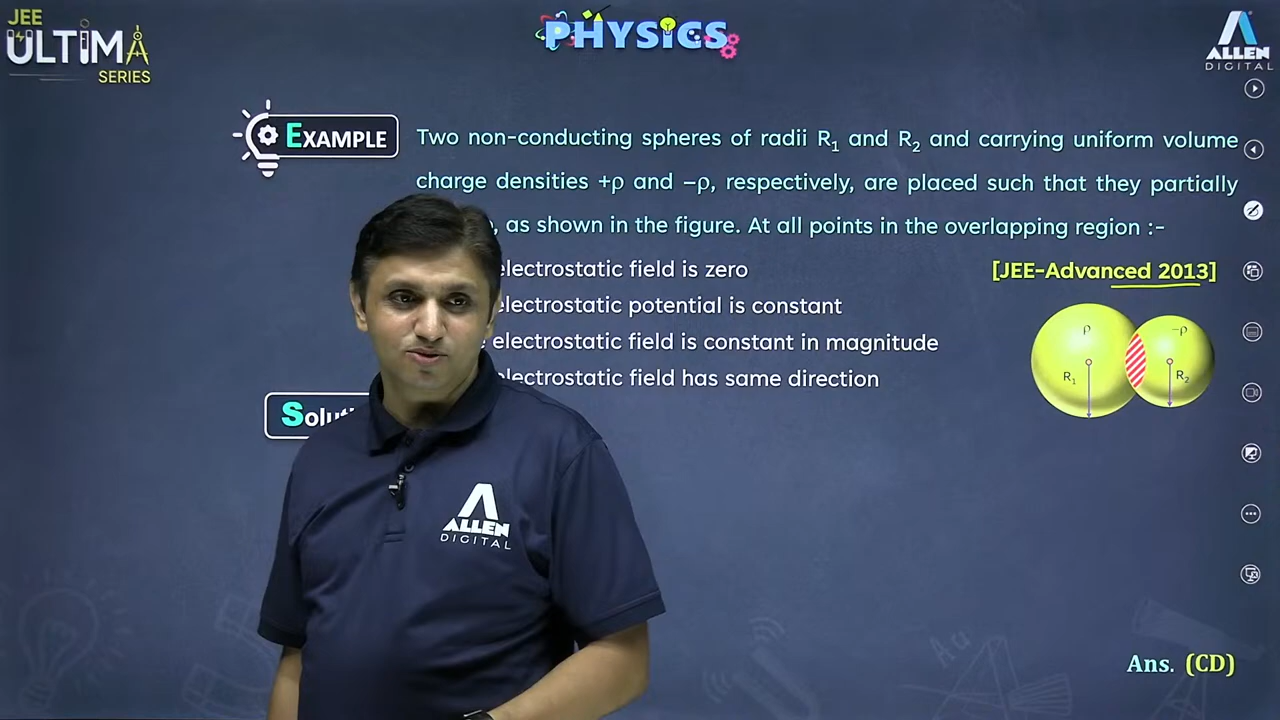 JEE
ULTIMA
SERIES
PHYSICS
ALLEN
DIGITAL
EXAMPLE
Two non-conducting spheres of radii R₁ and R₂ and carrying uniform volume
charge densities +ρ and −ρ, respectively, are placed such that they partially
, as shown in the figure. At all points in the overlapping region :-
electrostatic field is zero
[JEE-Advanced 2013]
electrostatic potential is constant
electrostatic field is constant in magnitude
electrostatic field has same direction
ρ
−ρ
R₁
R₂
ALLEN
DIGITAL
Ans. (CD)